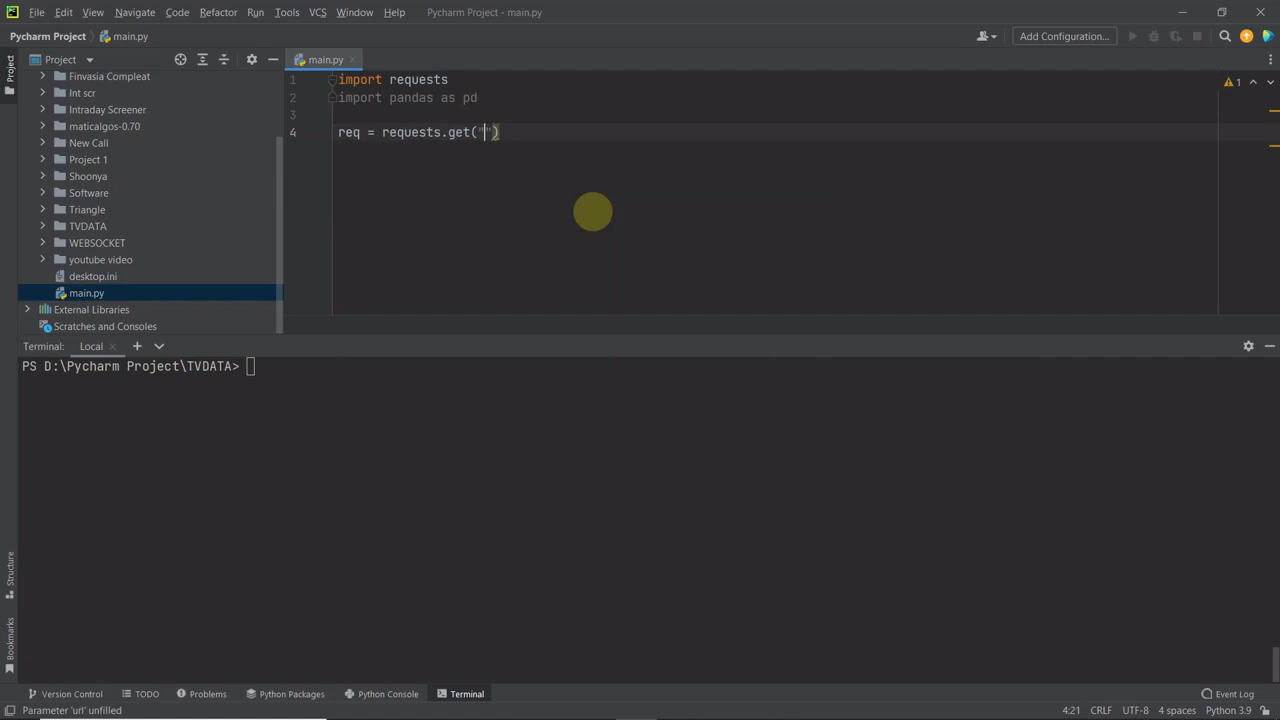 PC File Edit View Navigate Code Refactor Run Tools VCS Window Help Pycharm Project - main.py
Pycharm Project main.py Add Configuration...
Project
Project main.py
Finvasia Compleat
Int scr
Intraday Screener
maticalgos-0.70
New Call
Project 1
Shoonya
Software
Triangle
TVDATA
WEBSOCKET
youtube video
desktop.ini
main.py
External Libraries
Scratches and Consoles
1 import requests
2 import pandas as pd
3
4 req = requests.get("")
1
Terminal: Local
PS D:\Pycharm Project\TVDATA>
Structure
Bookmarks
Version Control TODO Problems Python Packages Python Console Terminal Event Log
Parameter 'url' unfilled 4:21 CRLF UTF-8 4 spaces Python 3.9